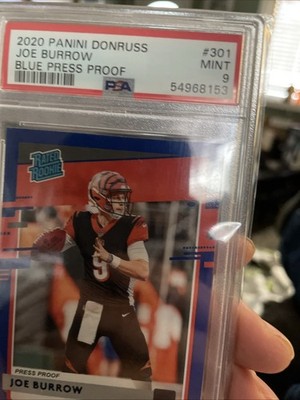 2020 PANINI DONRUSS #301
JOE BURROW MINT
BLUE PRESS PROOF 9
PSA 54968153
RATED
ROOKIE
9
PRESS PROOF
JOE BURROW